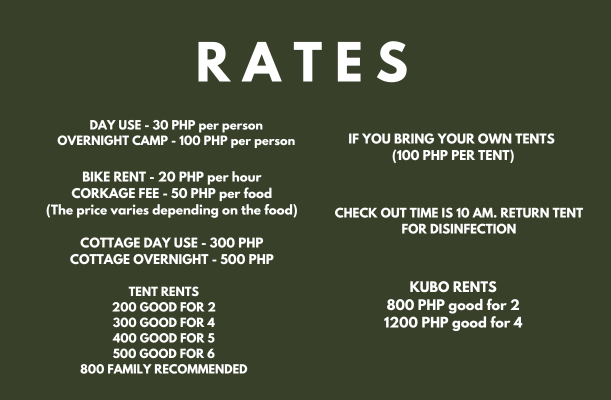 RATES
DAY USE - 30 PHP per person
OVERNIGHT CAMP - 100 PHP per person
BIKE RENT - 20 PHP per hour
CORKAGE FEE - 50 PHP per food
(The price varies depending on the food)
COTTAGE DAY USE - 300 PHP
COTTAGE OVERNIGHT - 500 PHP
TENT RENTS
200 GOOD FOR 2
300 GOOD FOR 4
400 GOOD FOR 5
500 GOOD FOR 6
800 FAMILY RECOMMENDED
IF YOU BRING YOUR OWN TENTS
(100 PHP PER TENT)
CHECK OUT TIME IS 10 AM. RETURN TENT
FOR DISINFECTION
KUBO RENTS
800 PHP good for 2
1200 PHP good for 4